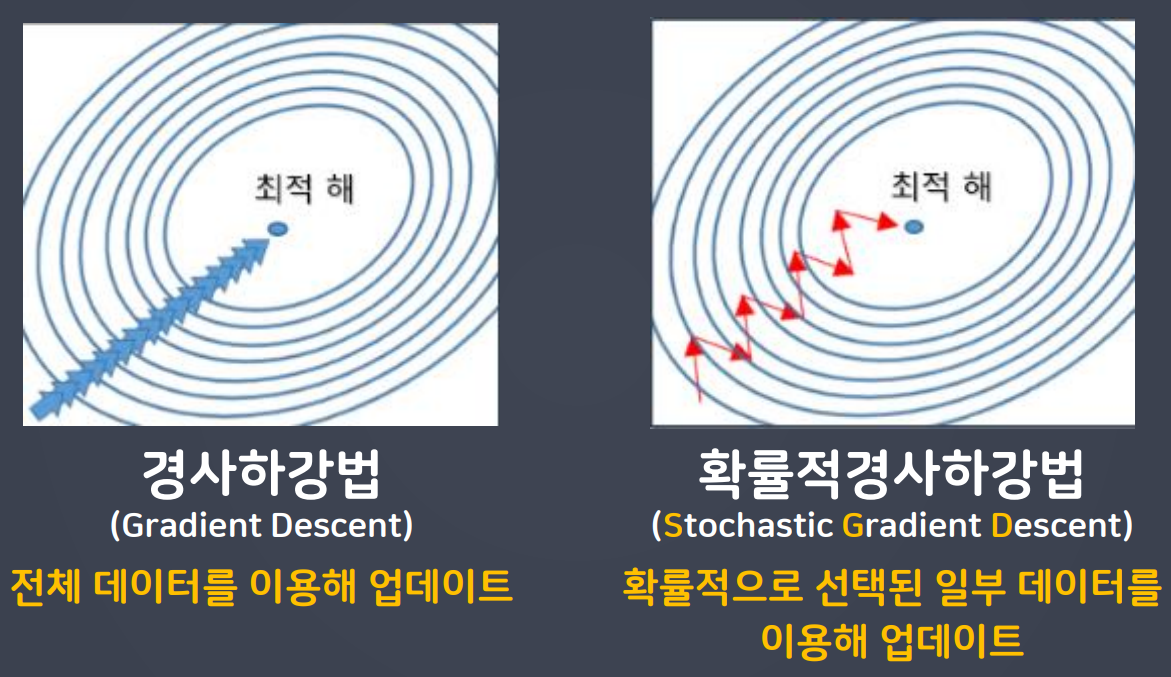 최적 해
경사하강법
(Gradient Descent)
전체 데이터를 이용해 업데이트
최적 해
확률적경사하강법
(Stochastic Gradient Descent)
확률적으로 선택된 일부 데이터를
이용해 업데이트